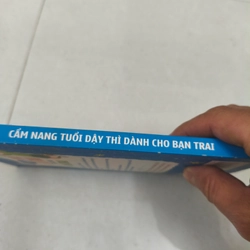 CẨM NANG TUỔI DẬY THÌ DÀNH CHO BẠN TRAI